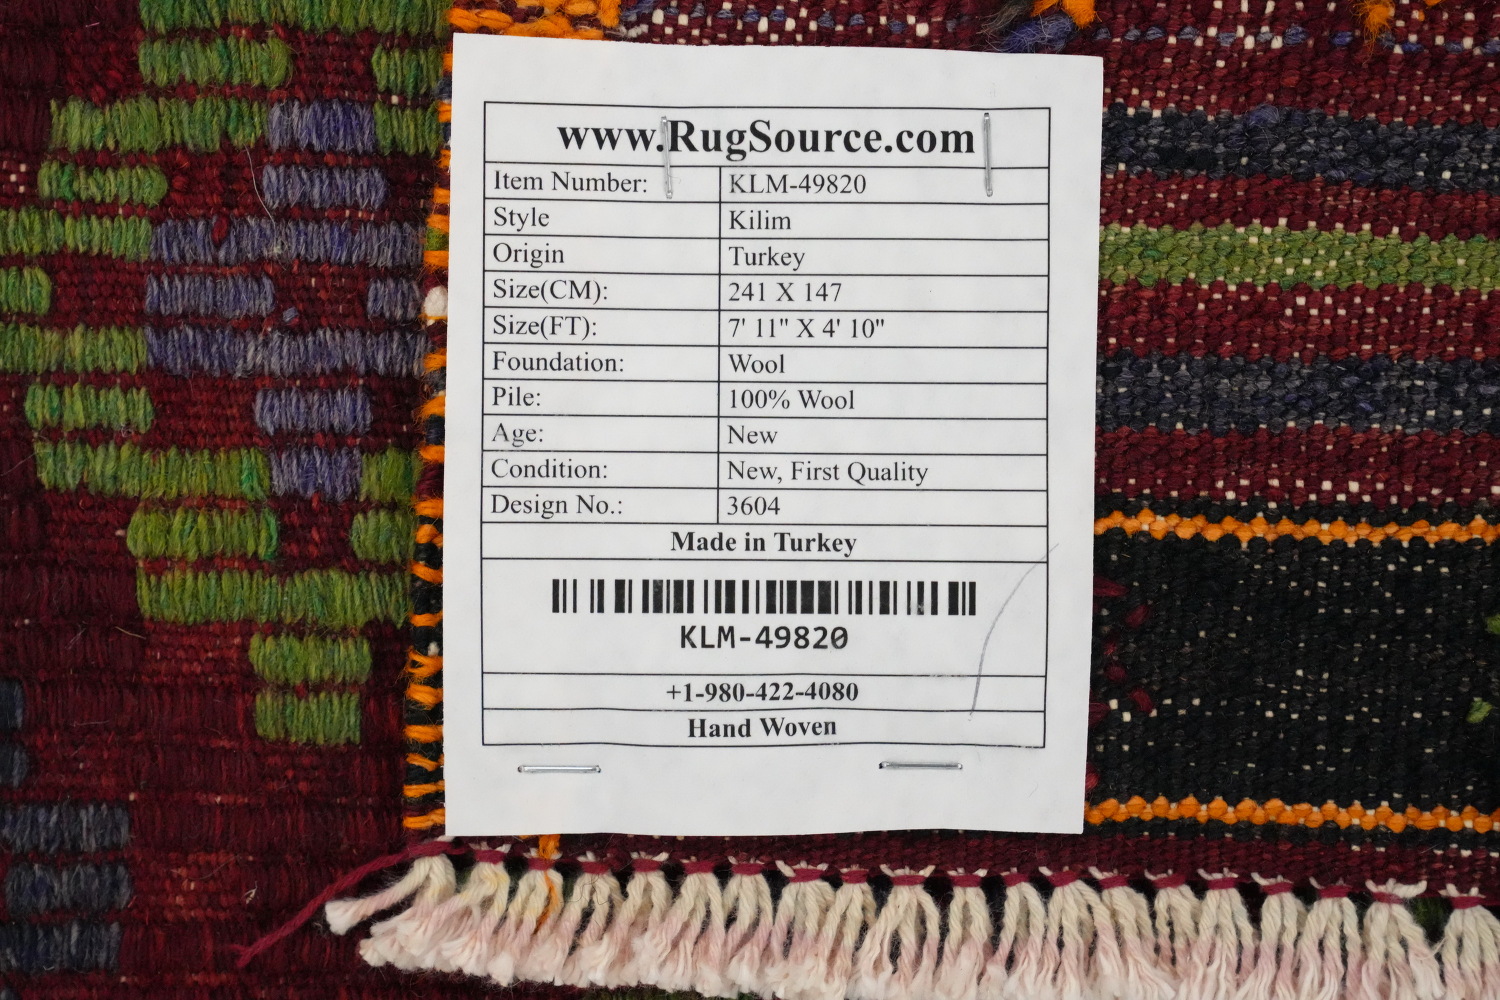 www.RugSource.com
Item Number: KLM-49820
Style Kilim
Origin Turkey
Size(CM): 241 X 147
Size(FT): 7' 11" X 4' 10"
Foundation: Wool
Pile: 100% Wool
Age: New
Condition: New, First Quality
Design No.: 3604
Made in Turkey
KLM-49820
+1-980-422-4080
Hand Woven